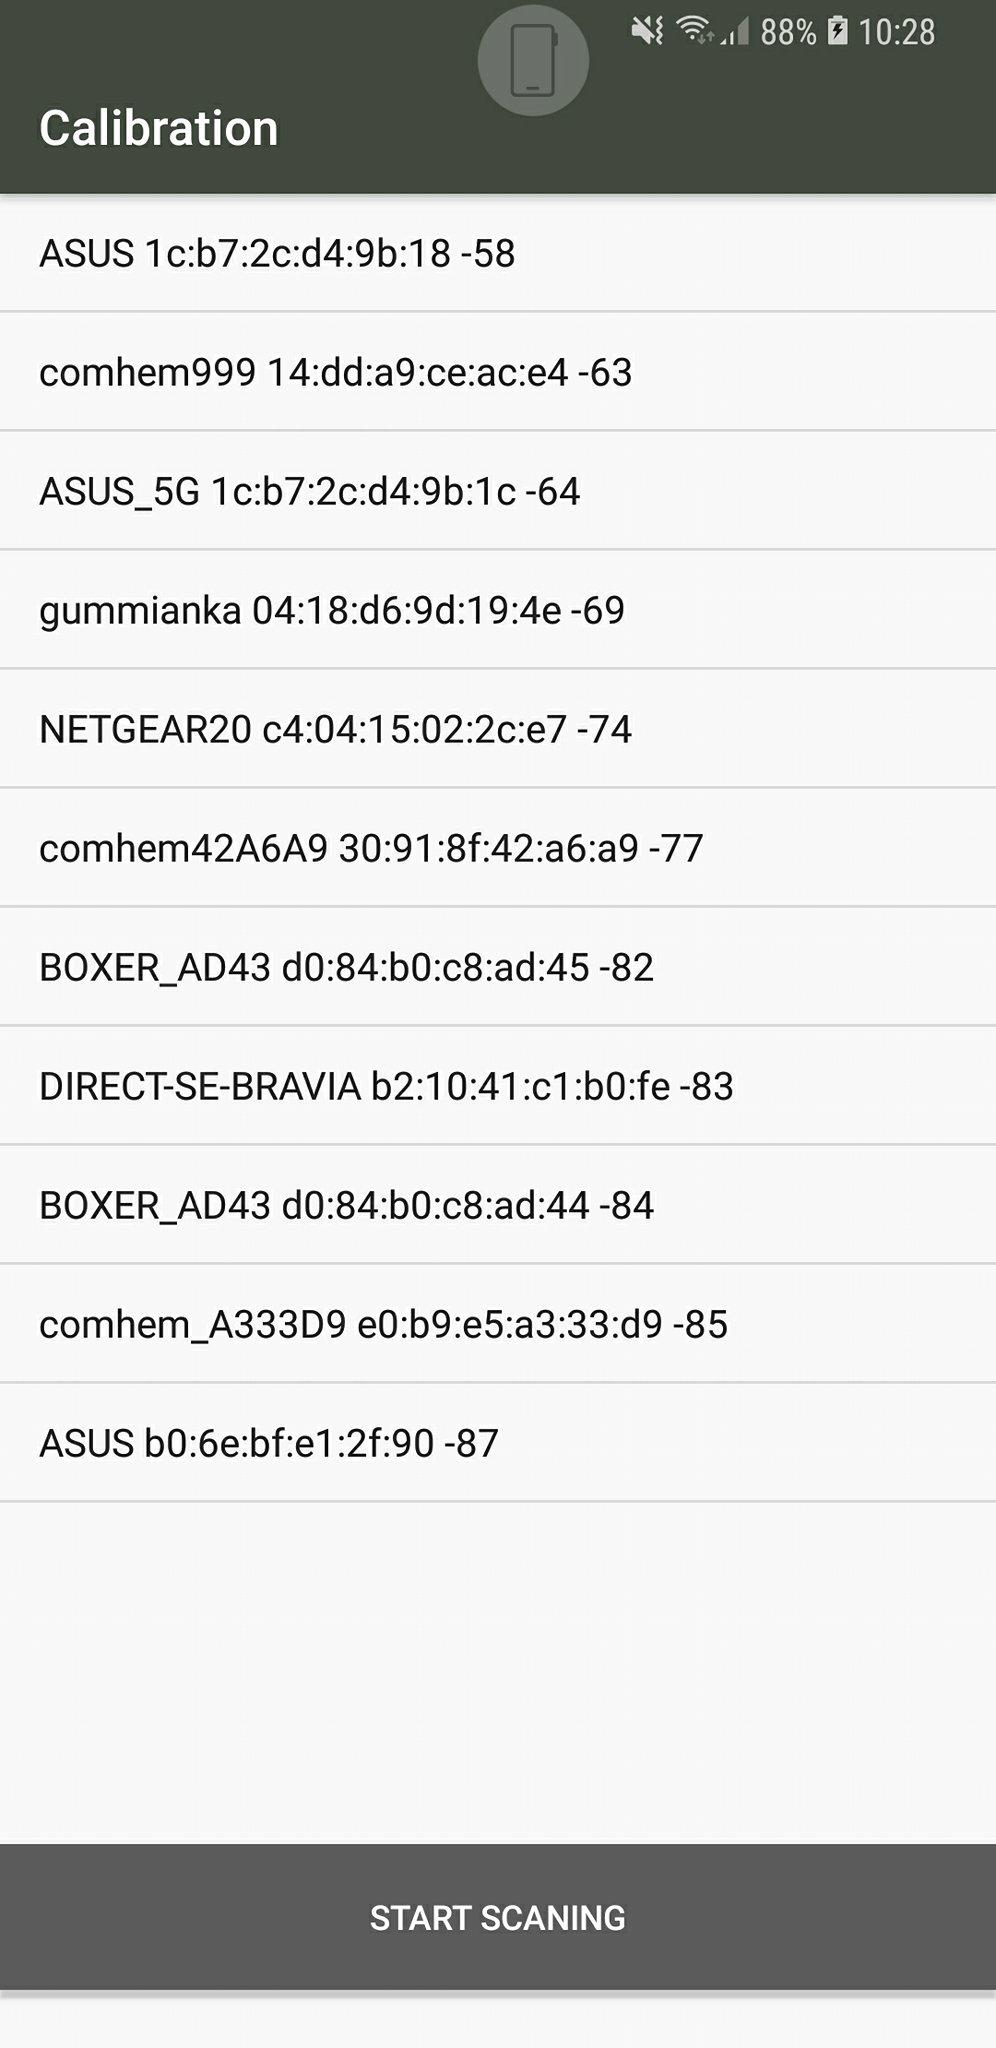 88% 10:28
Calibration
ASUS 1c:b7:2c:d4:9b:18 -58
comhem999 14:dd:a9:ce:ac:e4 -63
ASUS_5G 1c:b7:2c:d4:9b:1c -64
gummianka 04:18:d6:9d:19:4e -69
NETGEAR20 c4:04:15:02:2c:e7 -74
comhem42A6A9 30:91:8f:42:a6:a9 -77
BOXER_AD43 d0:84:b0:c8:ad:45 -82
DIRECT-SE-BRAVIA b2:10:41:c1:b0:fe -83
BOXER_AD43 d0:84:b0:c8:ad:44 -84
comhem_A333D9 e0:b9:e5:a3:33:d9 -85
ASUS b0:6e:bf:e1:2f:90 -87
START SCANING